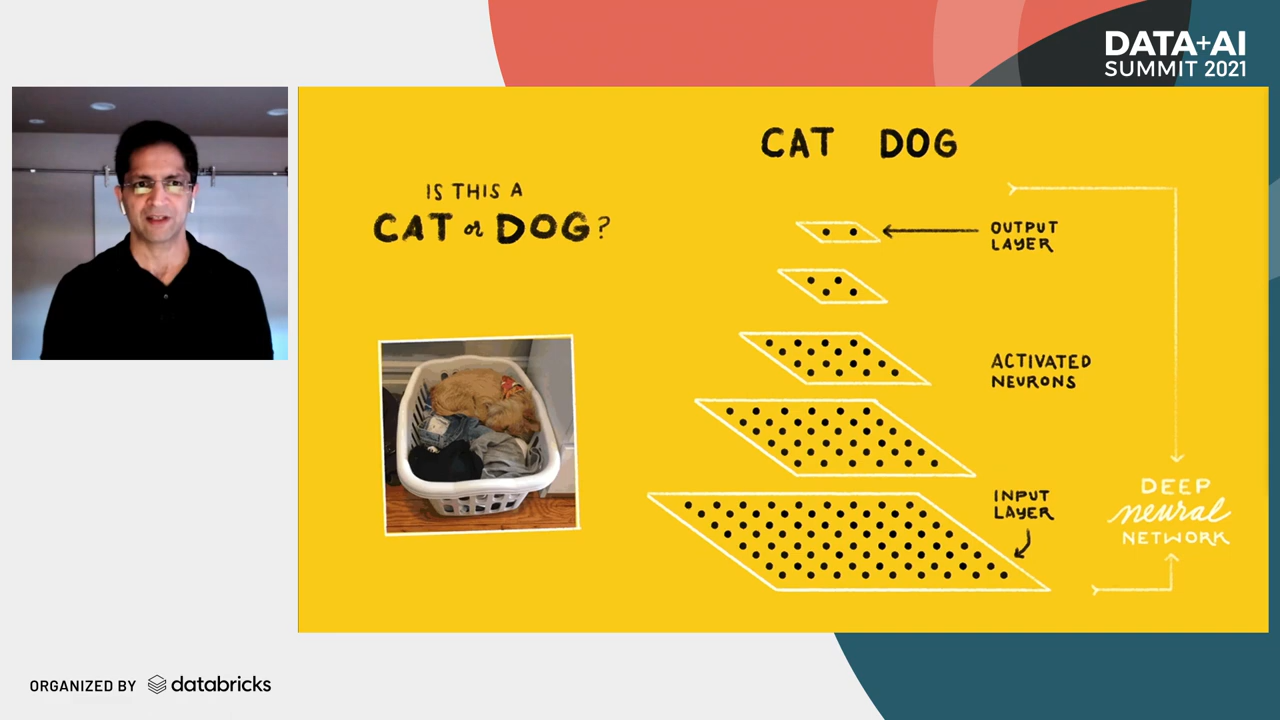 DATA+AI
SUMMIT 2021
CAT DOG
IS THIS A
CAT or DOG?
OUTPUT
LAYER
ACTIVATED
NEURONS
INPUT
LAYER
DEEP
neural
NETWORK
ORGANIZED BY databricks